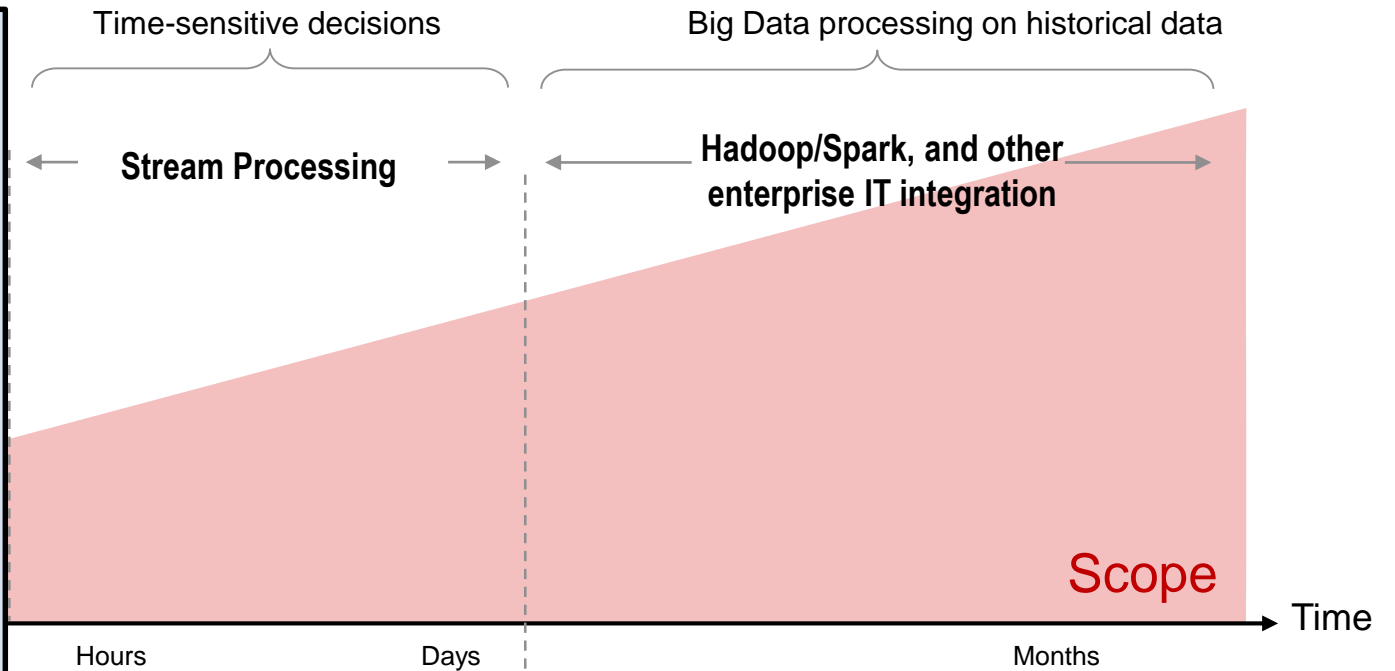 Time-sensitive decisions
Big Data processing on historical data
Stream Processing
Hadoop/Spark, and other
enterprise IT integration
Scope
Time
Hours
Days
Months